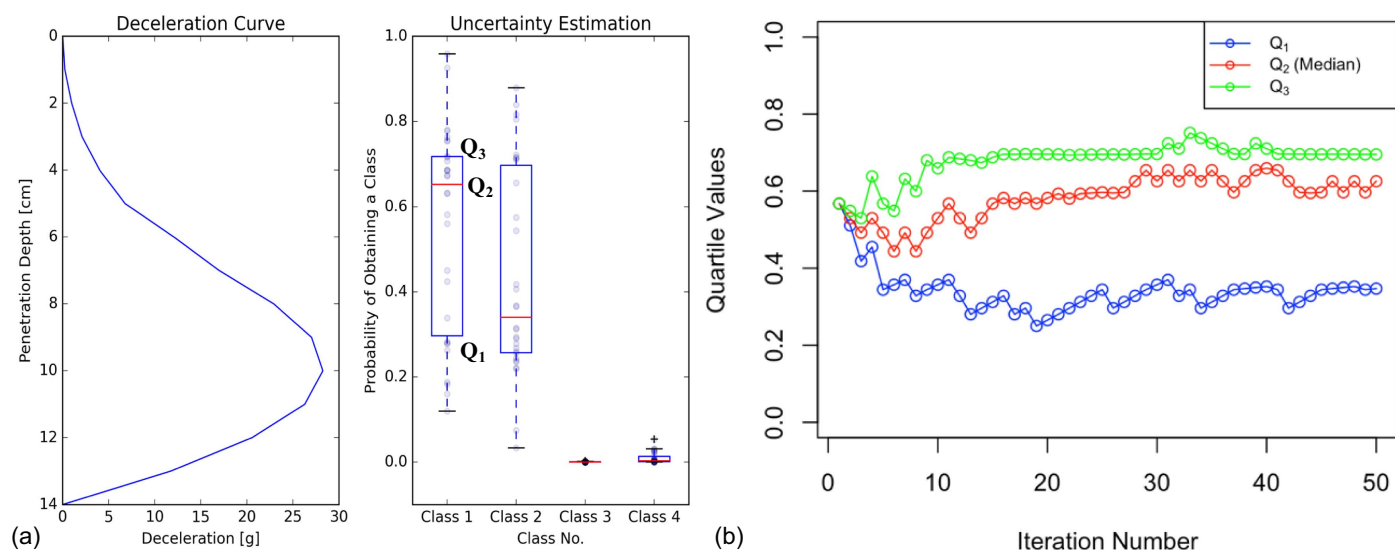 Deceleration Curve
0
2
4
6
8
10
12
14
Penetration Depth [cm]
0 5 10 15 20 25 30
Deceleration [g]
(a)
Uncertainty Estimation
1.0
0.8
0.6
0.4
0.2
0.0
Probability of Obtaining a Class
Q3
Q2
Q1
Class 1 Class 2 Class 3 Class 4
Class No.
(b)
1.0
0.8
0.6
0.4
0.2
0.0
Quartile Values
Q1
Q2 (Median)
Q3
0 10 20 30 40 50
Iteration Number